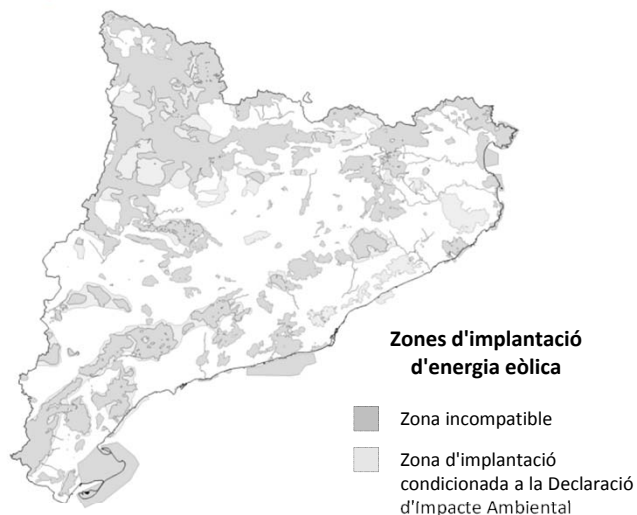 Zones d'implantació
d'energia eòlica
Zona incompatible
Zona d'implantació
condicionada a la Declaració
d'Impacte Ambiental